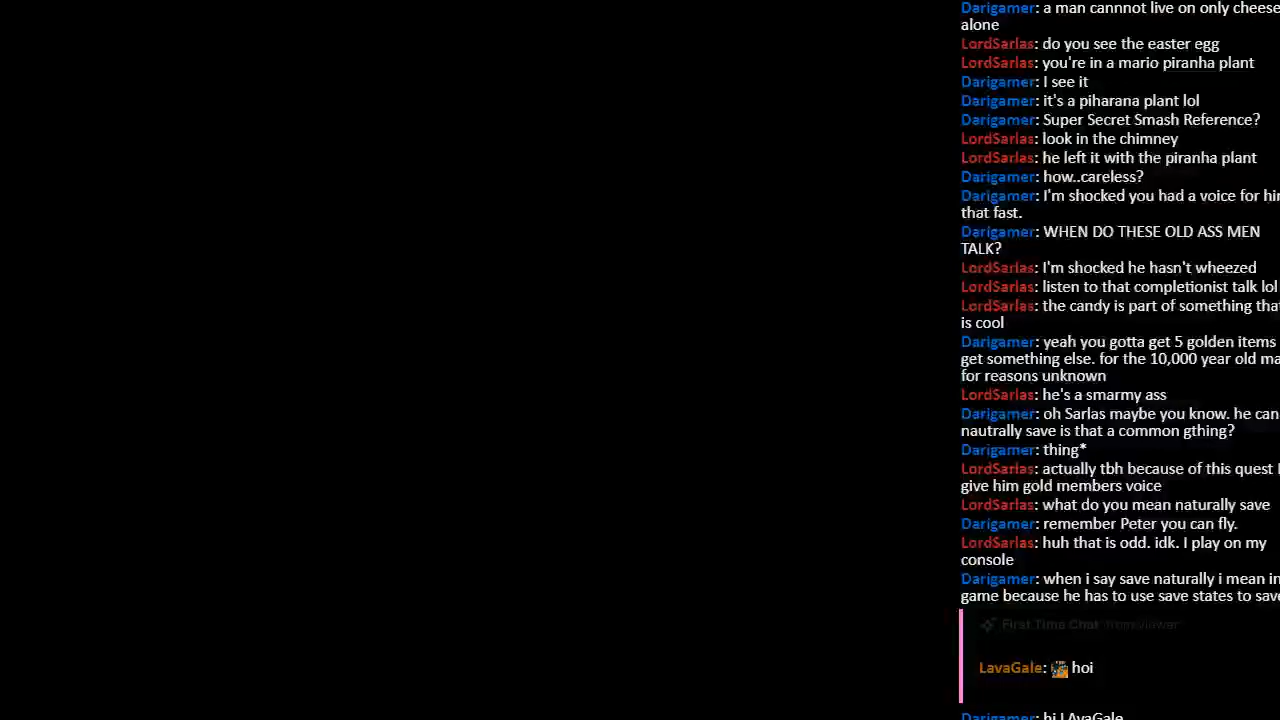 Darigamer: a man cannnot live on only cheese
alone
LordSarlas: do you see the easter egg
LordSarlas: you're in a mario piranha plant
Darigamer: I see it
Darigamer: it's a piharana plant lol
Darigamer: Super Secret Smash Reference?
LordSarlas: look in the chimney
LordSarlas: he left it with the piranha plant
Darigamer: how..careless?
Darigamer: I'm shocked you had a voice for hi
that fast.
Darigamer: WHEN DO THESE OLD ASS MEN
TALK?
LordSarlas: I'm shocked he hasn't wheezed
LordSarlas: listen to that completionist talk lol
LordSarlas: the candy is part of something tha
is cool
Darigamer: yeah you gotta get 5 golden items
get something else. for the 10,000 year old ma
for reasons unknown
LordSarlas: he's a smarmy ass
Darigamer: oh Sarlas maybe you know. he can
nautrally save is that a common gthing?
Darigamer: thing*
LordSarlas: actually tbh because of this quest I
give him gold members voice
LordSarlas: what do you mean naturally save
Darigamer: remember Peter you can fly.
LordSarlas: huh that is odd. idk. I play on my
console
Darigamer: when i say save naturally i mean in
game because he has to use save states to save
First Time Chat from viewer
LavaGale: hoi
Darigamer: hi LAvaGale